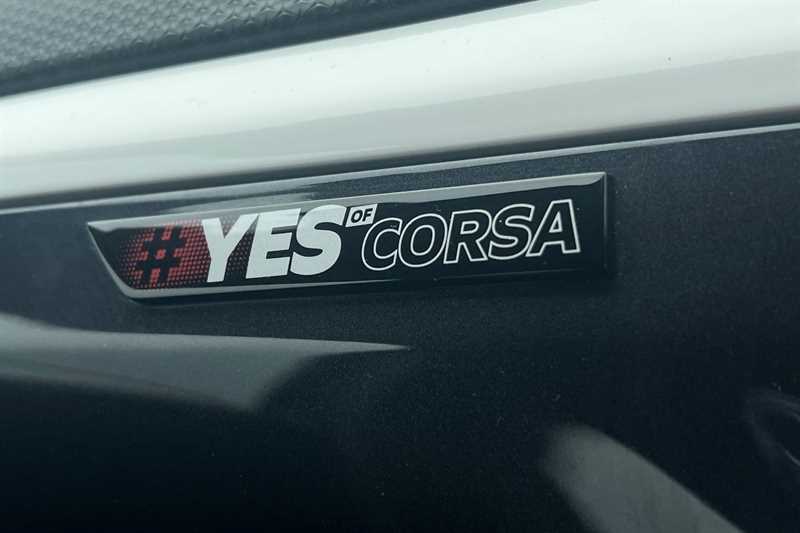 #YES OF CORSA